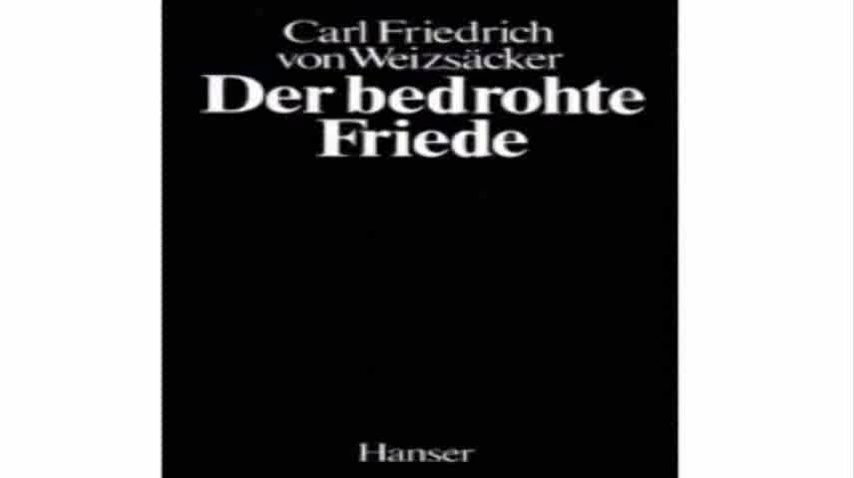 Carl Friedrich
von Weizsäcker
Der bedrohte
Friede
Hanser